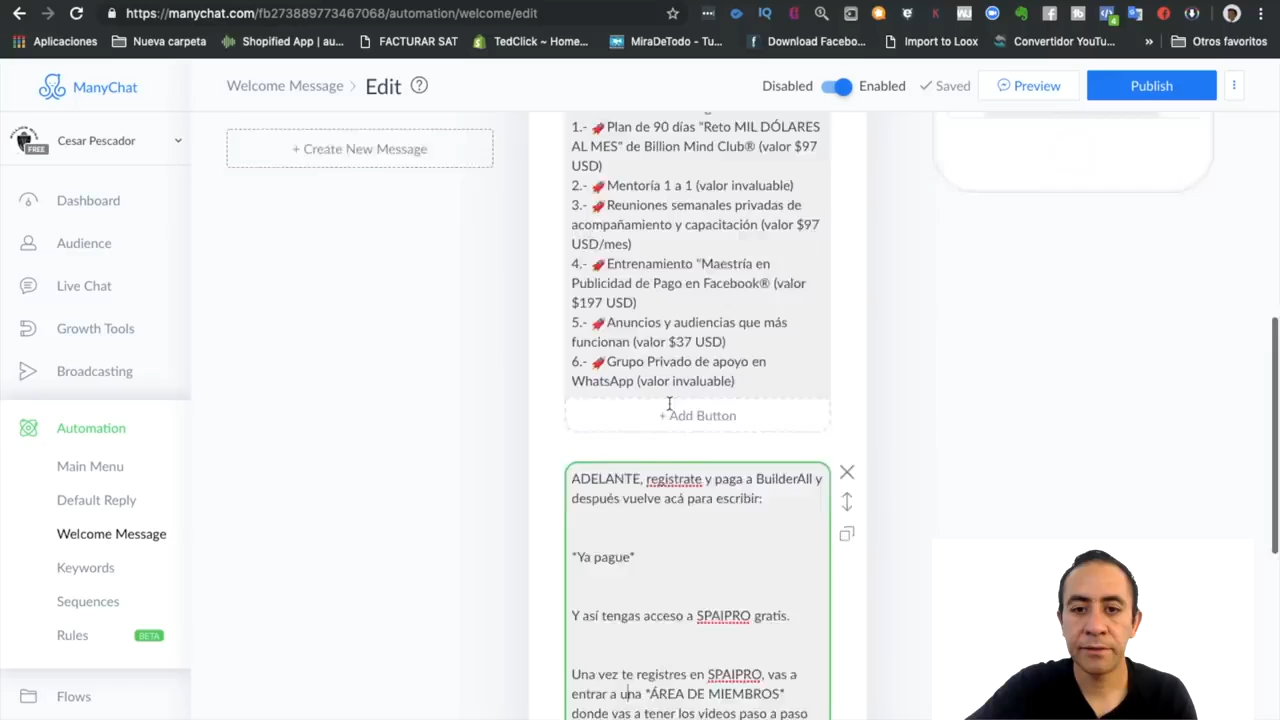 https://manychat.com/fb273889773467068/automation/welcome/edit
Aplicaciones Nueva carpeta Shopified App | au... FACTURAR SAT TedClick ~ Home... MiraDeTodo - Tu... Download Facebo... Import to Loox Convertidor YouTu... » Otros favoritos
ManyChat
Welcome Message > Edit ?
Disabled Enabled Saved Preview Publish
Cesar Pescador
FREE
Dashboard
Audience
Live Chat
Growth Tools
Broadcasting
Automation
Main Menu
Default Reply
Welcome Message
Keywords
Sequences
Rules BETA
Flows
+ Create New Message
1.- 🚀Plan de 90 días "Reto MIL DÓLARES
AL MES" de Billion Mind Club® (valor $97
USD)
2.- 🚀Mentoría 1 a 1 (valor invaluable)
3.- 🚀Reuniones semanales privadas de
acompañamiento y capacitación (valor $97
USD/mes)
4.- 🚀Entrenamiento “Maestría en
Publicidad de Pago en Facebook® (valor
$197 USD)
5.- 🚀Anuncios y audiencias que más
funcionan (valor $37 USD)
6.- 🚀Grupo Privado de apoyo en
WhatsApp (valor invaluable)
+ Add Button
ADELANTE, registrate y paga a BuilderAll y
después vuelve acá para escribir:
*Ya pague*
Y así tengas acceso a SPAIPRO gratis.
Una vez te registres en SPAIPRO, vas a
entrar a una *ÁREA DE MIEMBROS*
donde vas a tener los videos paso a paso